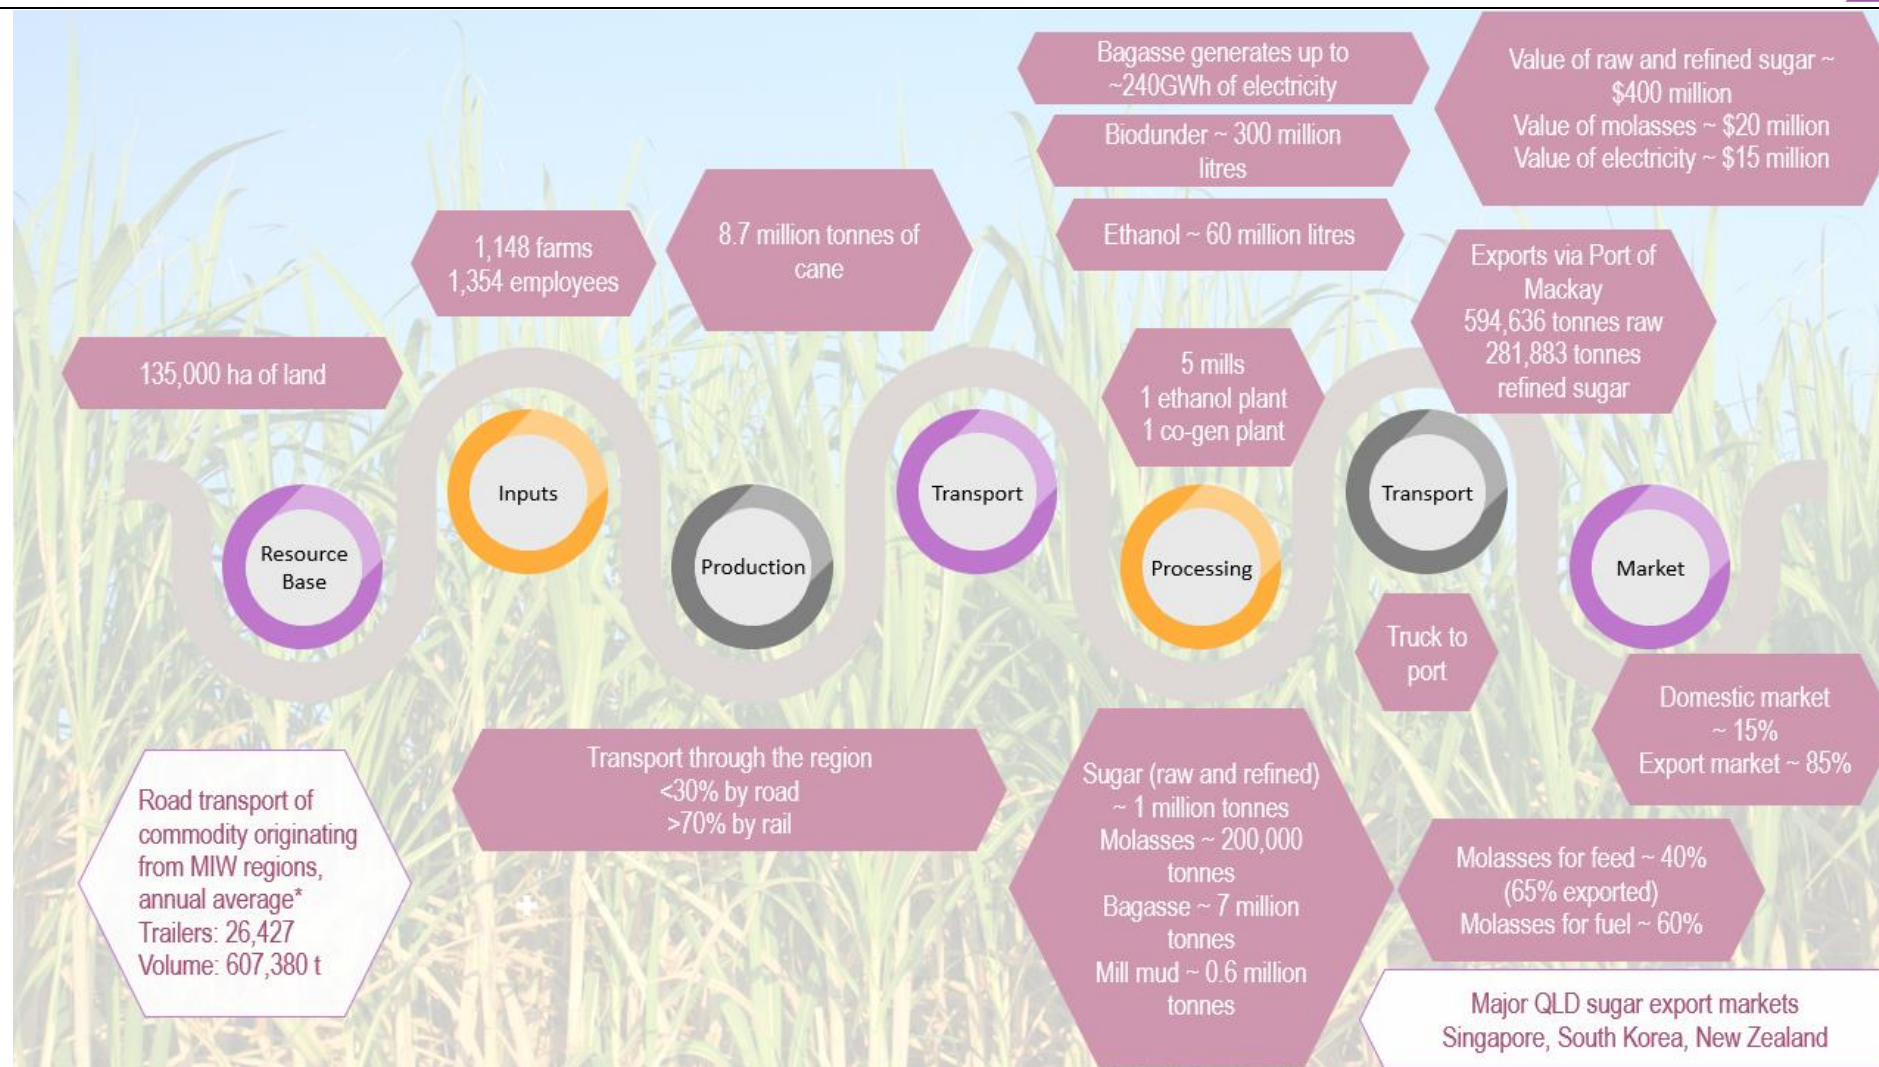 Bagasse generates up to
~240GWh of electricity
Value of raw and refined sugar ~
$400 million
Value of molasses ~ $20 million
Value of electricity ~ $15 million
Biodunder ~ 300 million
litres
Ethanol ~ 60 million litres
8.7 million tonnes of
cane
1,148 farms
1,354 employees
Exports via Port of
Mackay
594,636 tonnes raw
281,883 tonnes
refined sugar
135,000 ha of land
5 mills
1 ethanol plant
1 co-gen plant
Resource
Base
Inputs
Production
Transport
Processing
Transport
Market
Truck to
port
Domestic market
~ 15%
Export market ~ 85%
Transport through the region
<30% by road
>70% by rail
Road transport of
commodity originating
from MIW regions,
annual average*
Trailers: 26,427
Volume: 607,380 t
Sugar (raw and refined)
~ 1 million tonnes
Molasses ~ 200,000
tonnes
Bagasse ~ 7 million
tonnes
Mill mud ~ 0.6 million
tonnes
Molasses for feed ~ 40%
(65% exported)
Molasses for fuel ~ 60%
Major QLD sugar export markets
Singapore, South Korea, New Zealand